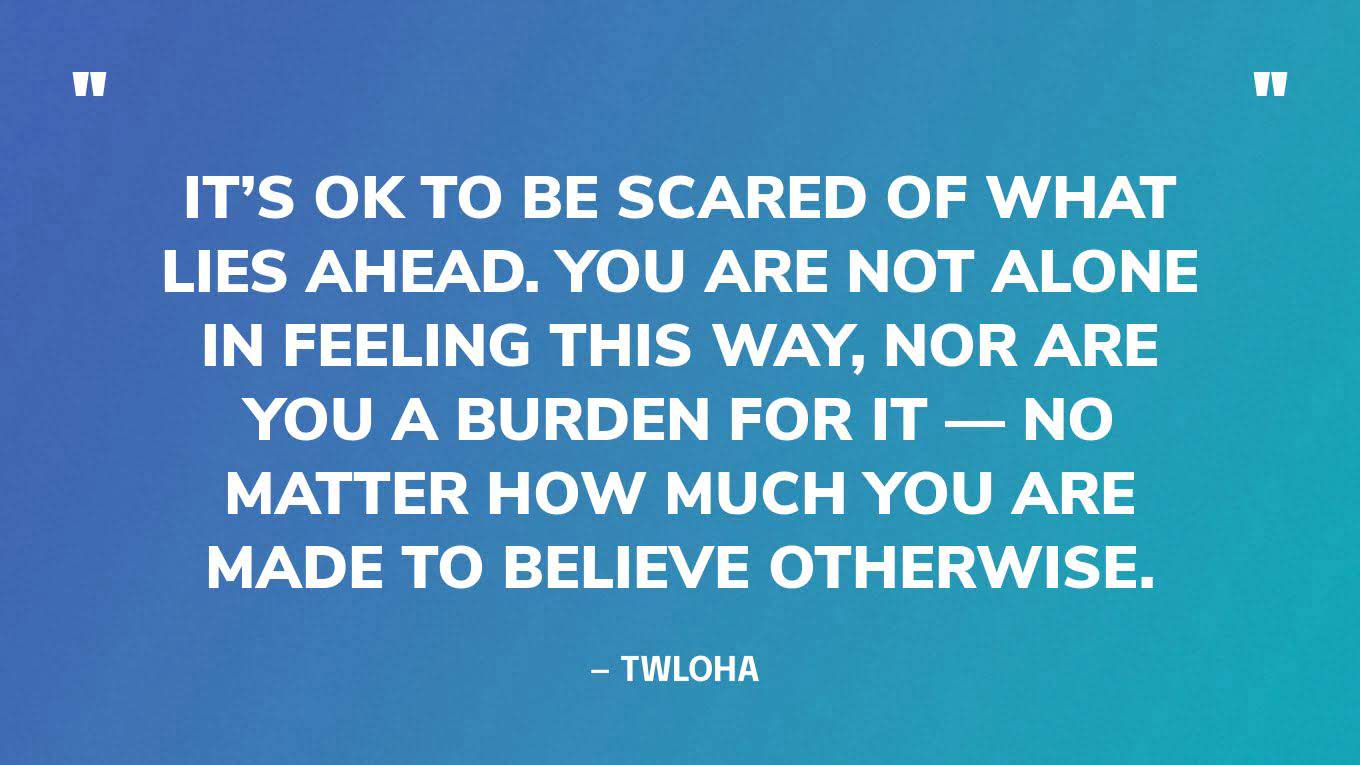 " "
IT’S OK TO BE SCARED OF WHAT
LIES AHEAD. YOU ARE NOT ALONE
IN FEELING THIS WAY, NOR ARE
YOU A BURDEN FOR IT — NO
MATTER HOW MUCH YOU ARE
MADE TO BELIEVE OTHERWISE.
– TWLOHA